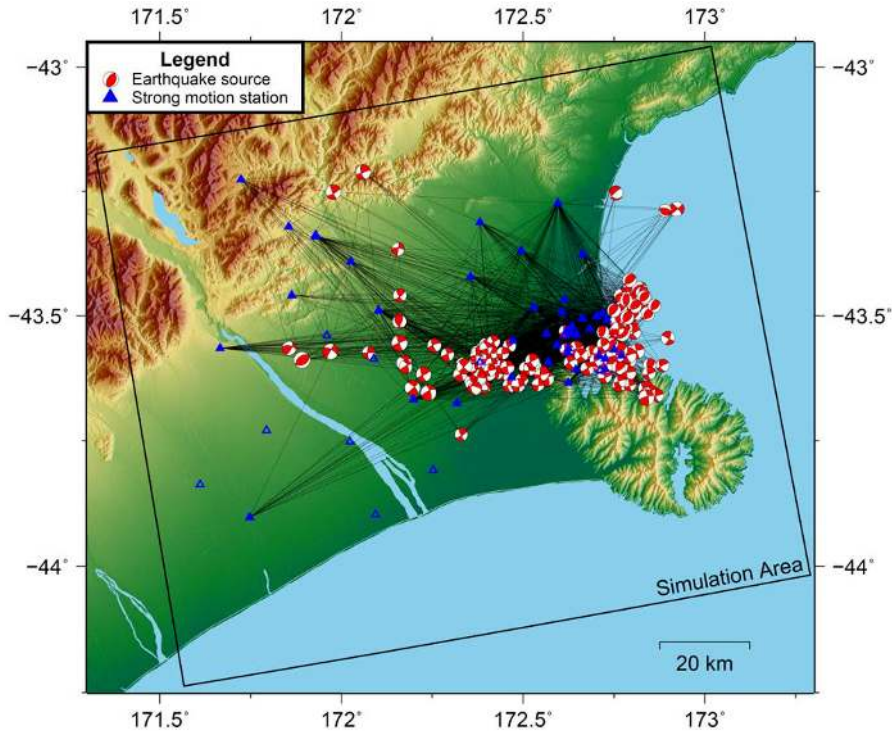 171.5° 172° 172.5° 173°
Legend
Earthquake source
Strong motion station
−43° −43°
−43.5° −43.5°
−44° −44°
Simulation Area
20 km
171.5° 172° 172.5° 173°